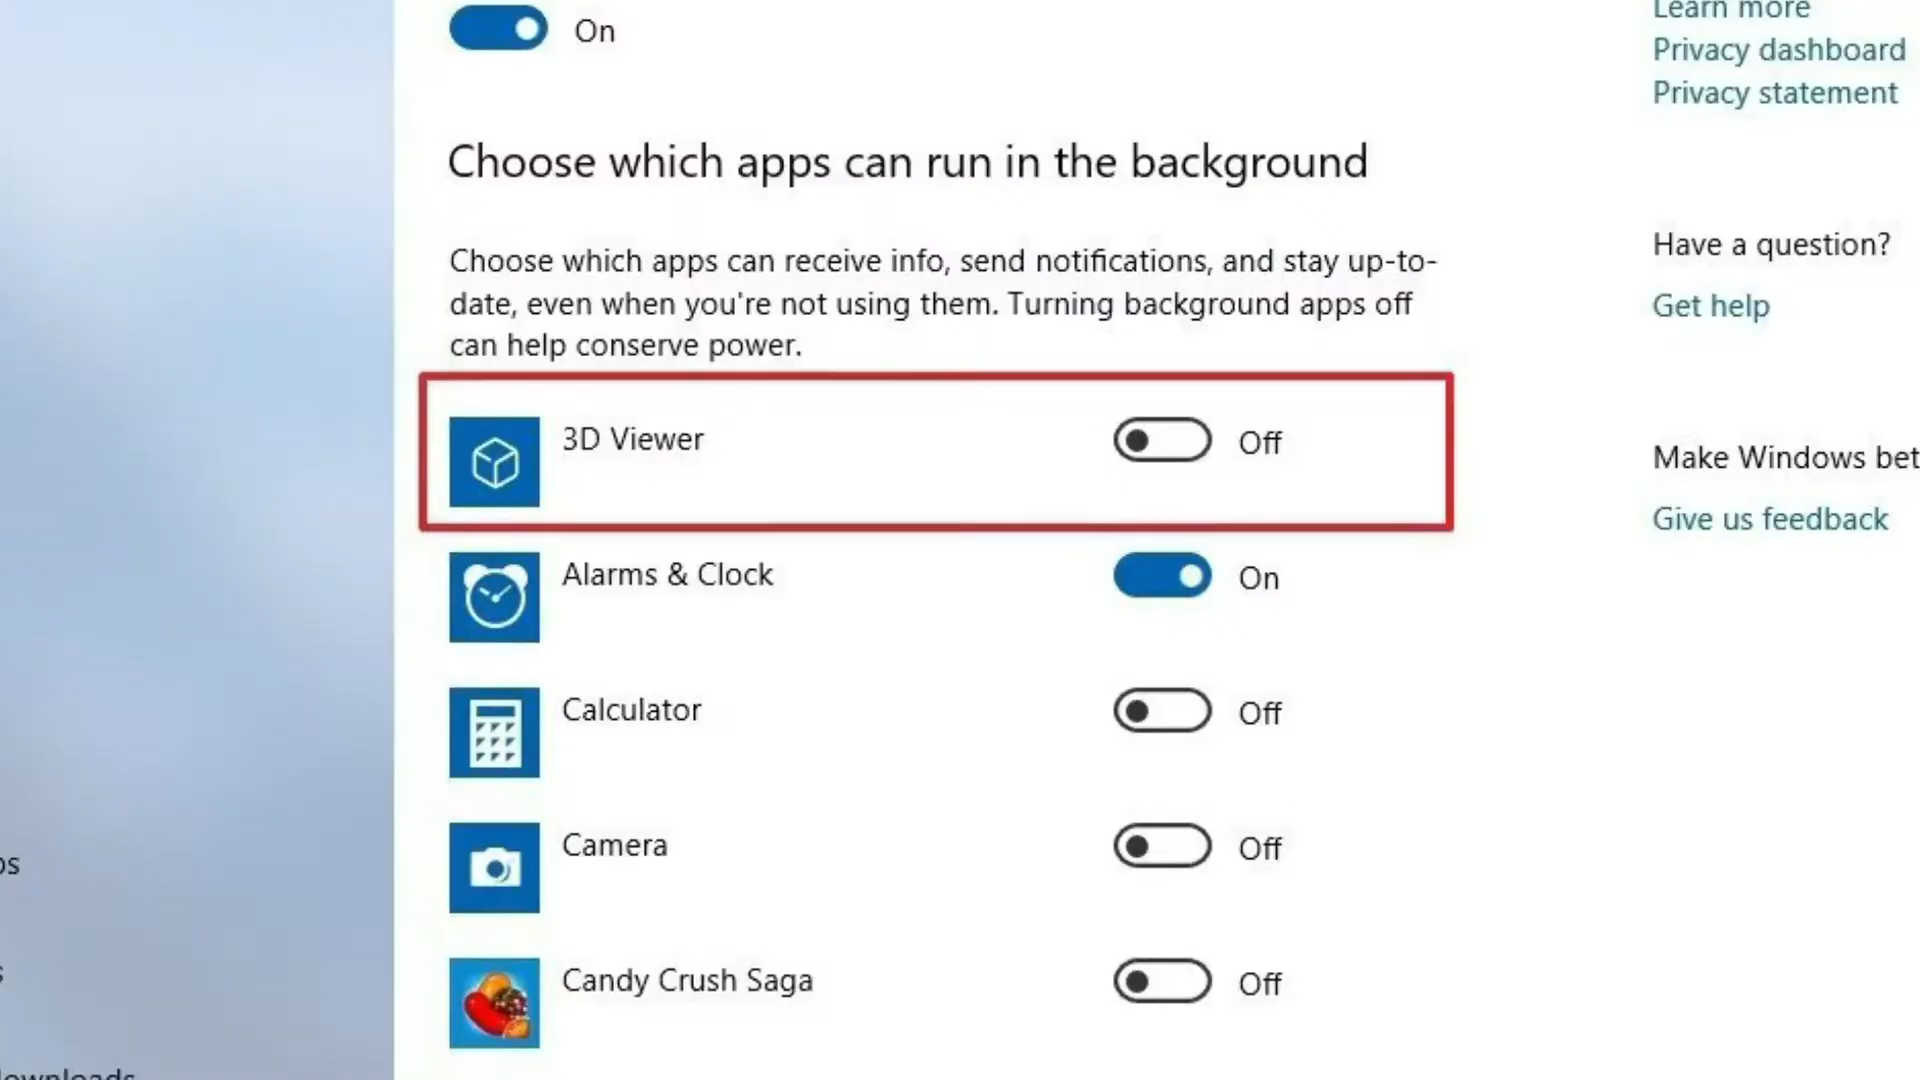 On
Choose which apps can run in the background
Choose which apps can receive info, send notifications, and stay up-to-
date, even when you're not using them. Turning background apps off
can help conserve power.
3D Viewer
Off
Alarms & Clock
On
Calculator
Off
Camera
Off
Candy Crush Saga
Off
Learn more
Privacy dashboard
Privacy statement
Have a question?
Get help
Make Windows bet
Give us feedback